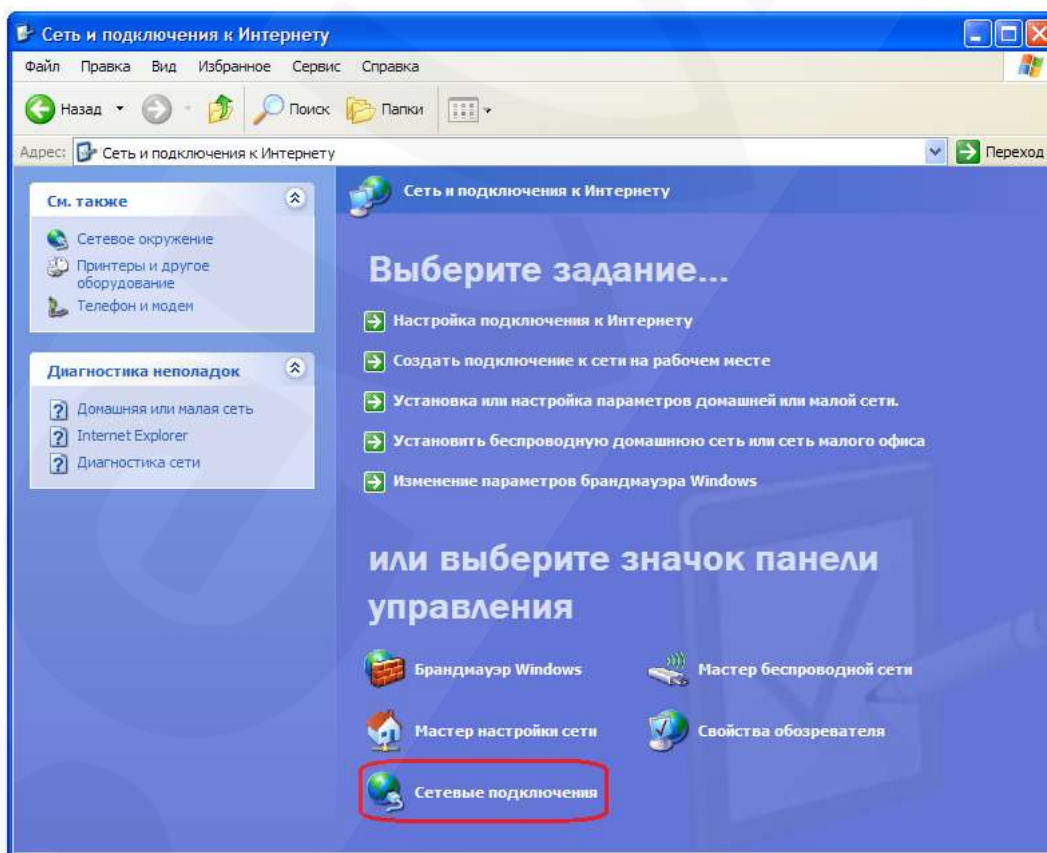 Сеть и подключения к Интернету
Файл Правка Вид Избранное Сервис Справка
Назад Поиск Папки
Адрес: Сеть и подключения к Интернету Переход
См. также
Сетевое окружение
Принтеры и другое
оборудование
Телефон и модем
Диагностика неполадок
Домашняя или малая сеть
Internet Explorer
Диагностика сети
Сеть и подключения к Интернету
Выберите задание...
Настройка подключения к Интернету
Создать подключение к сети на рабочем месте
Установка или настройка параметров домашней или малой сети.
Установить беспроводную домашнюю сеть или сеть малого офиса
Изменение параметров брандмауэра Windows
или выберите значок панели
управления
Брандмауэр Windows Мастер беспроводной сети
Мастер настройки сети Свойства обозревателя
Сетевые подключения